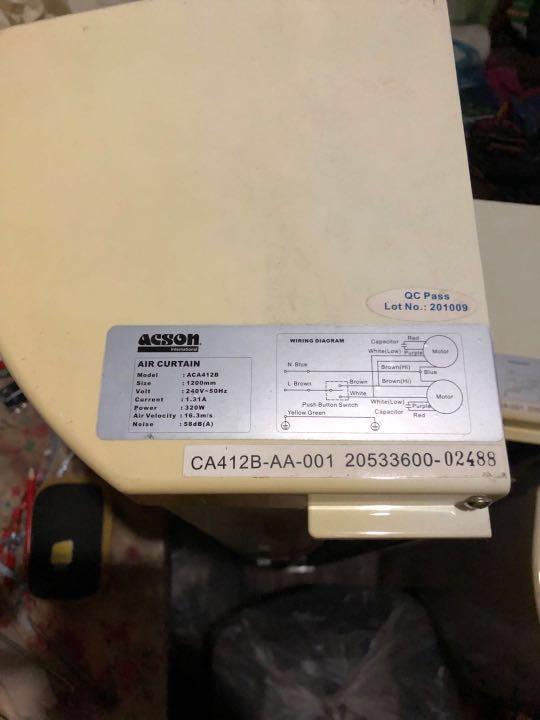 QC Pass
Lot No.: 201009
acson
International
AIR CURTAIN
Model : ACA412B
Size : 1200mm
Volt : 240V~50Hz
Current : 1.31A
Power : 320W
Air Velocity : 16.3m/s
Noise : 58dB(A)
WIRING DIAGRAM
Capacitor Red
White(Low) Purple Motor
N-Blue
Brown(Hi) Blue
L-Brown Brown Brown(Hi)
White
White(Low) Purple Motor
Push Button Switch
Capacitor Red
Yellow Green
CA412B-AA-001 20533600-02488